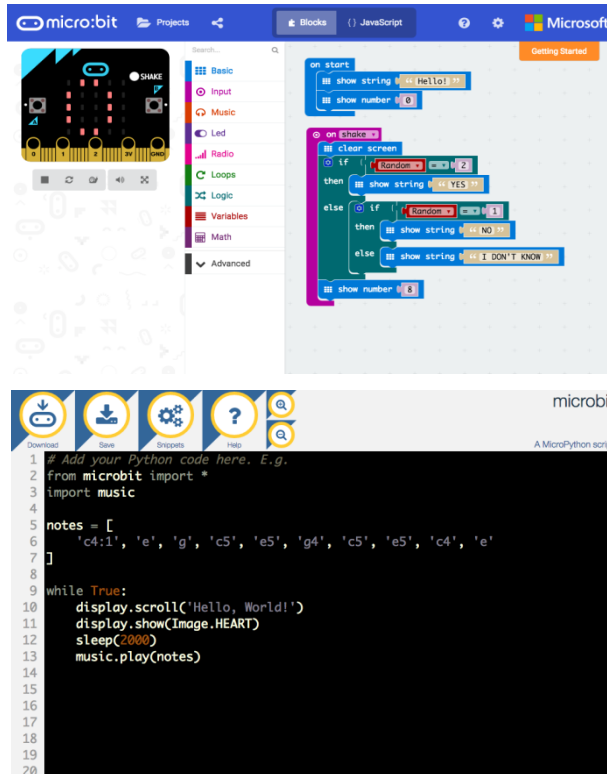 micro:bit Projects Blocks {} JavaScript ? Microsoft
Search...
Getting Started
SHAKE
0 1 2 3V GND
Basic
Input
Music
Led
Radio
Loops
Logic
Variables
Math
Advanced
on start
show string " Hello! "
show number 0
on shake
clear screen
if Random = 2
then show string " YES "
else if Random = 1
then show string " NO "
else show string " I DON'T KNOW "
show number 8
microbi
Download Save Snippets Help
A MicroPython scri
1 # Add your Python code here. E.g.
2 from microbit import *
3 import music
4
5 notes = [
6 'c4:1', 'e', 'g', 'c5', 'e5', 'g4', 'c5', 'e5', 'c4', 'e'
7 ]
8
9 while True:
10 display.scroll('Hello, World!')
11 display.show(Image.HEART)
12 sleep(2000)
13 music.play(notes)
14
15
16
17
18
19
20